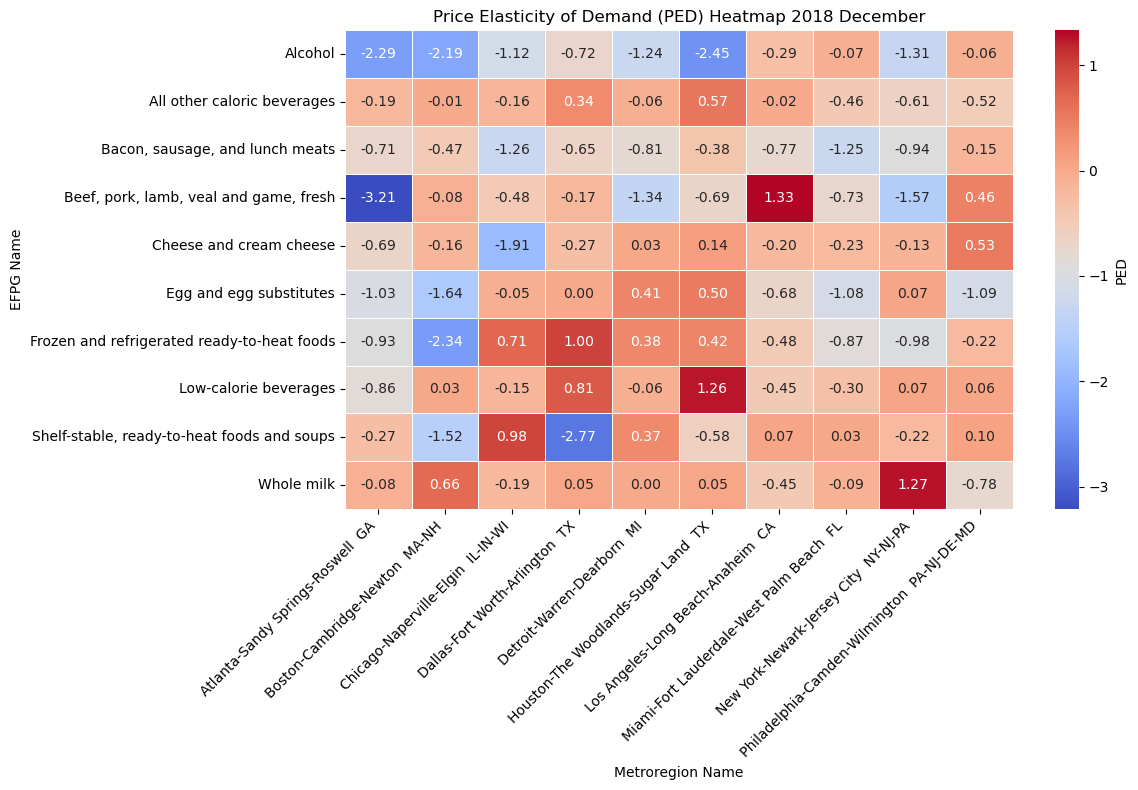 Price Elasticity of Demand (PED) Heatmap 2018 December
EFPG Name
Alcohol -2.29 -2.19 -1.12 -0.72 -1.24 -2.45 -0.29 -0.07 -1.31 -0.06
All other caloric beverages -0.19 -0.01 -0.16 0.34 -0.06 0.57 -0.02 -0.46 -0.61 -0.52
Bacon, sausage, and lunch meats -0.71 -0.47 -1.26 -0.65 -0.81 -0.38 -0.77 -1.25 -0.94 -0.15
Beef, pork, lamb, veal and game, fresh -3.21 -0.08 -0.48 -0.17 -1.34 -0.69 1.33 -0.73 -1.57 0.46
Cheese and cream cheese -0.69 -0.16 -1.91 -0.27 0.03 0.14 -0.20 -0.23 -0.13 0.53
Egg and egg substitutes -1.03 -1.64 -0.05 0.00 0.41 0.50 -0.68 -1.08 0.07 -1.09
Frozen and refrigerated ready-to-heat foods -0.93 -2.34 0.71 1.00 0.38 0.42 -0.48 -0.87 -0.98 -0.22
Low-calorie beverages -0.86 0.03 -0.15 0.81 -0.06 1.26 -0.45 -0.30 0.07 0.06
Shelf-stable, ready-to-heat foods and soups -0.27 -1.52 0.98 -2.77 0.37 -0.58 0.07 0.03 -0.22 0.10
Whole milk -0.08 0.66 -0.19 0.05 0.00 0.05 -0.45 -0.09 1.27 -0.78
Atlanta-Sandy Springs-Roswell  GA
Boston-Cambridge-Newton  MA-NH
Chicago-Naperville-Elgin  IL-IN-WI
Dallas-Fort Worth-Arlington  TX
Detroit-Warren-Dearborn  MI
Houston-The Woodlands-Sugar Land  TX
Los Angeles-Long Beach-Anaheim  CA
Miami-Fort Lauderdale-West Palm Beach  FL
New York-Newark-Jersey City  NY-NJ-PA
Philadelphia-Camden-Wilmington  PA-NJ-DE-MD
Metroregion Name
1
0
−1
−2
−3
PED